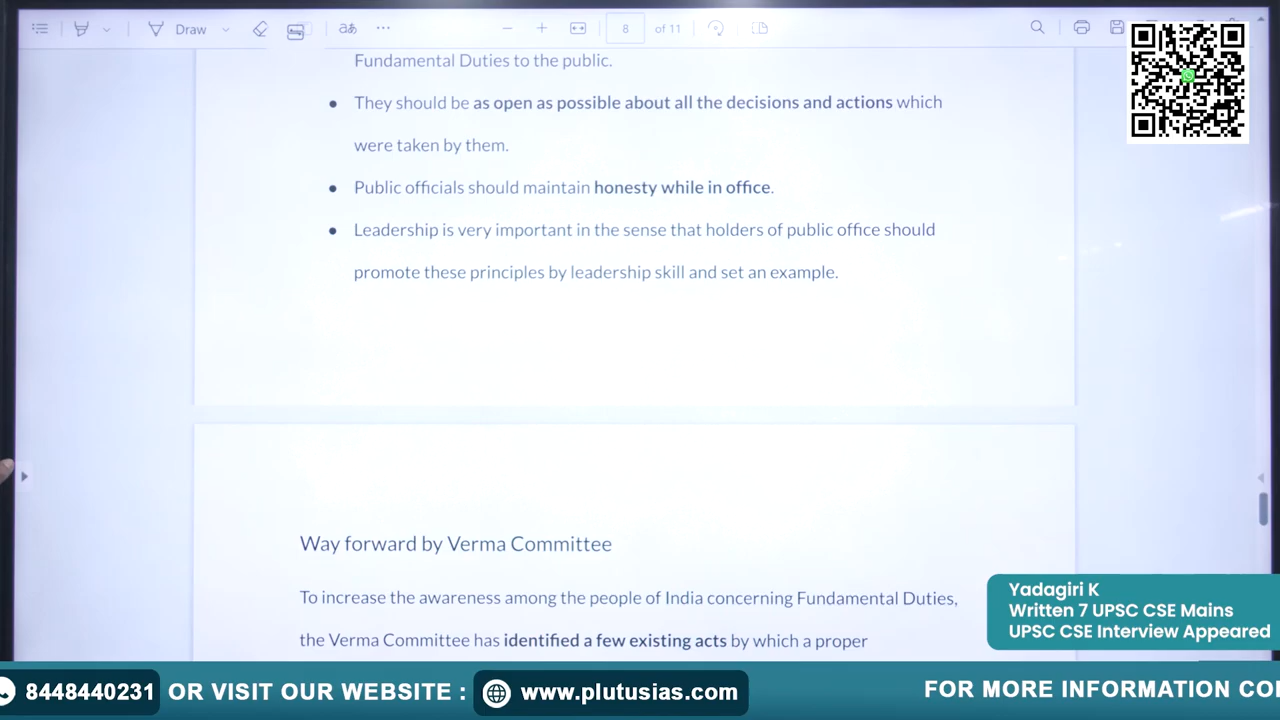 Draw
aあ
8
of 11
Fundamental Duties to the public.
• They should be as open as possible about all the decisions and actions which
were taken by them.
• Public officials should maintain honesty while in office.
• Leadership is very important in the sense that holders of public office should
promote these principles by leadership skill and set an example.
Way forward by Verma Committee
To increase the awareness among the people of India concerning Fundamental Duties,
the Verma Committee has identified a few existing acts by which a proper
Yadagiri K
Written 7 UPSC CSE Mains
UPSC CSE Interview Appeared
8448440231 OR VISIT OUR WEBSITE : www.plutusias.com FOR MORE INFORMATION CO